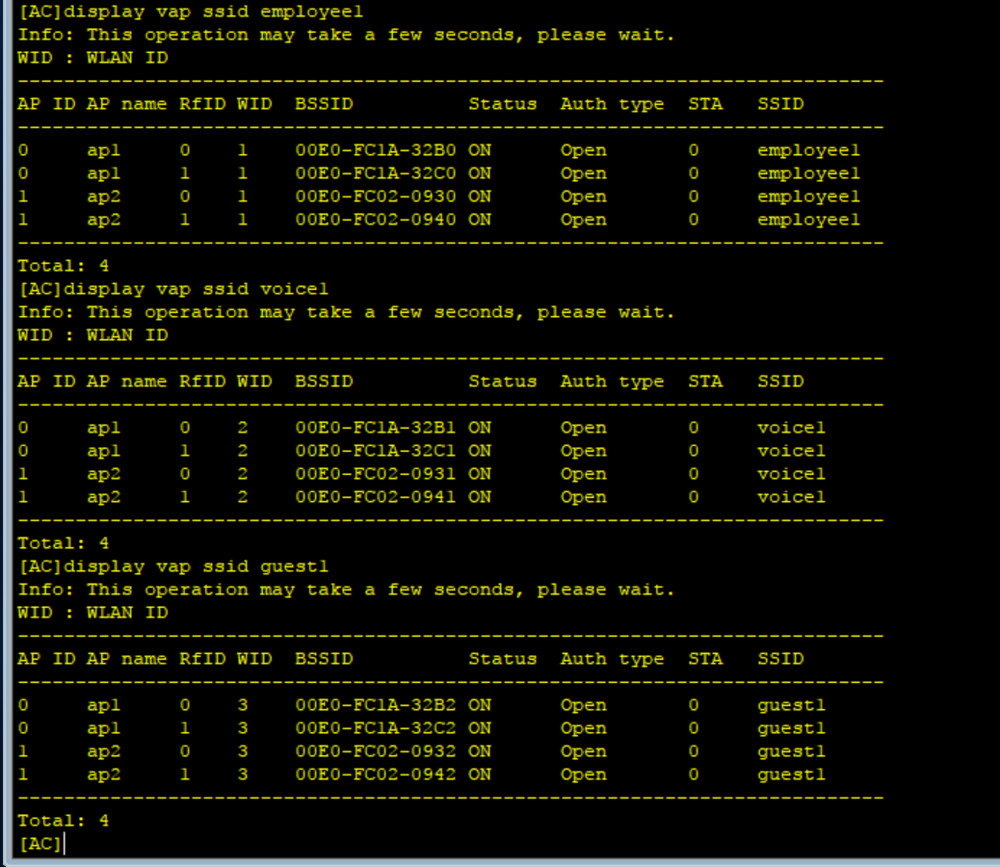 [AC]display vap ssid employee1
Info: This operation may take a few seconds, please wait.
WID : WLAN ID
---------------------------------------------------------------------------
AP ID AP name RfID WID  BSSID          Status  Auth type  STA   SSID
---------------------------------------------------------------------------
0     ap1     0    1    00E0-FC1A-32B0 ON      Open       0     employee1
0     ap1     1    1    00E0-FC1A-32C0 ON      Open       0     employee1
1     ap2     0    1    00E0-FC02-0930 ON      Open       0     employee1
1     ap2     1    1    00E0-FC02-0940 ON      Open       0     employee1
---------------------------------------------------------------------------
Total: 4
[AC]display vap ssid voice1
Info: This operation may take a few seconds, please wait.
WID : WLAN ID
---------------------------------------------------------------------------
AP ID AP name RfID WID  BSSID          Status  Auth type  STA   SSID
---------------------------------------------------------------------------
0     ap1     0    2    00E0-FC1A-32B1 ON      Open       0     voice1
0     ap1     1    2    00E0-FC1A-32C1 ON      Open       0     voice1
1     ap2     0    2    00E0-FC02-0931 ON      Open       0     voice1
1     ap2     1    2    00E0-FC02-0941 ON      Open       0     voice1
---------------------------------------------------------------------------
Total: 4
[AC]display vap ssid guest1
Info: This operation may take a few seconds, please wait.
WID : WLAN ID
---------------------------------------------------------------------------
AP ID AP name RfID WID  BSSID          Status  Auth type  STA   SSID
---------------------------------------------------------------------------
0     ap1     0    3    00E0-FC1A-32B2 ON      Open       0     guest1
0     ap1     1    3    00E0-FC1A-32C2 ON      Open       0     guest1
1     ap2     0    3    00E0-FC02-0932 ON      Open       0     guest1
1     ap2     1    3    00E0-FC02-0942 ON      Open       0     guest1
---------------------------------------------------------------------------
Total: 4
[AC]